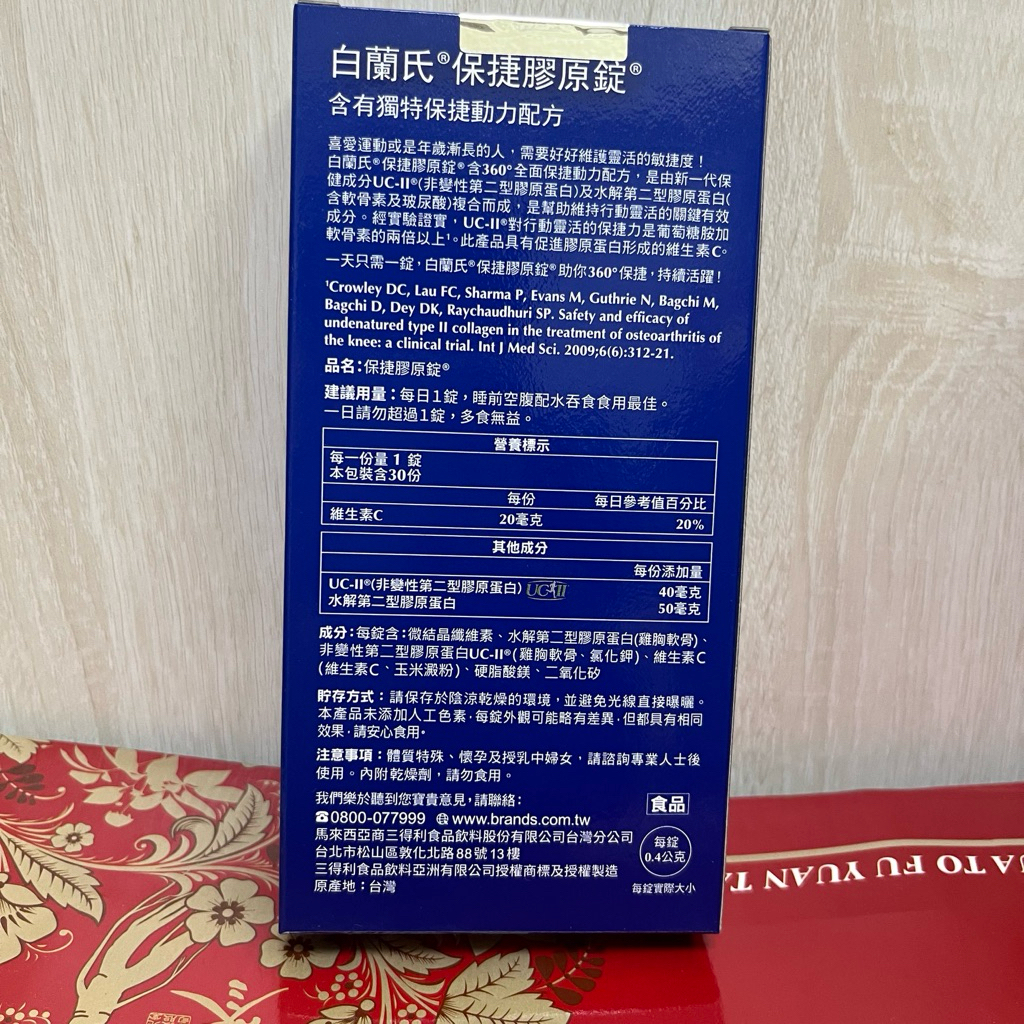 白蘭氏®保捷膠原錠®
含有獨特保捷動力配方
喜愛運動或是年歲漸長的人，需要好好維護靈活的敏捷度！
白蘭氏®保捷膠原錠®含360°全面保捷動力配方，是由新一代保
健成分UC-II®(非變性第二型膠原蛋白)及水解第二型膠原蛋白(
含軟骨素及玻尿酸)複合而成，是幫助維持行動靈活的關鍵有效
成分。經實驗證實，UC-II®對行動靈活的保捷力是葡萄糖胺加
軟骨素的兩倍以上¹。此產品具有促進膠原蛋白形成的維生素C。
一天只需一錠，白蘭氏®保捷膠原錠®助你360°保捷，持續活躍！
¹Crowley DC, Lau FC, Sharma P, Evans M, Guthrie N, Bagchi M,
Bagchi D, Dey DK, Raychaudhuri SP. Safety and efficacy of
undenatured type II collagen in the treatment of osteoarthritis of
the knee: a clinical trial. Int J Med Sci. 2009;6(6):312-21.
品名：保捷膠原錠®
建議用量：每日1錠，睡前空腹配水吞食食用最佳。
一日請勿超過1錠，多食無益。
營養標示
每一份量 1 錠
本包裝含30份
每份 每日參考值百分比
維生素C 20毫克 20%
其他成分
每份添加量
UC-II®(非變性第二型膠原蛋白) UC-II 40毫克
水解第二型膠原蛋白 50毫克
成分：每錠含：微結晶纖維素、水解第二型膠原蛋白(雞胸軟骨)、
非變性第二型膠原蛋白UC-II®(雞胸軟骨、氯化鉀)、維生素C
(維生素C、玉米澱粉)、硬脂酸鎂、二氧化矽
貯存方式：請保存於陰涼乾燥的環境，並避免光線直接曝曬。
本產品未添加人工色素，每錠外觀可能略有差異，但都具有相同
效果，請安心食用。
注意事項：體質特殊、懷孕及授乳中婦女，請諮詢專業人士後
使用。內附乾燥劑，請勿食用。
我們樂於聽到您寶貴意見，請聯絡：
☎0800-077999 www.brands.com.tw
馬來西亞商三得利食品飲料股份有限公司台灣分公司
台北市松山區敦化北路88號13樓
三得利食品飲料亞洲有限公司授權商標及授權製造
原產地：台灣
食品
每錠
0.4公克
每錠實際大小
UATO FU YUAN TA